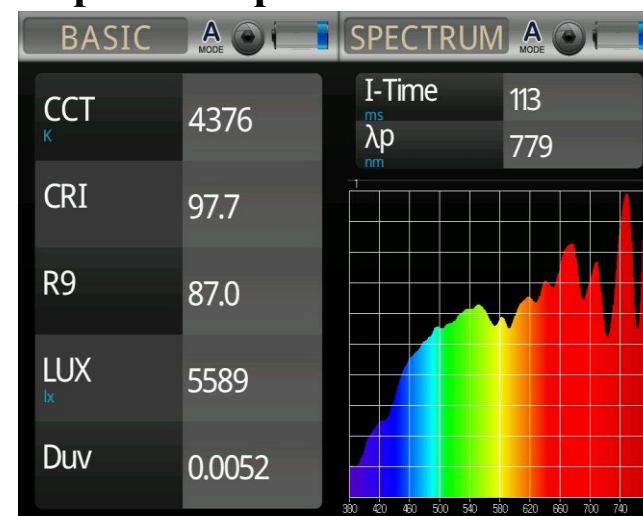 BASIC
A
MODE
CCT
K
4376
CRI
97.7
R9
87.0
LUX
lx
5589
Duv
0.0052
SPECTRUM
A
MODE
I-Time
ms
113
λp
nm
779
1
380 420 460 500 540 580 620 660 700 740